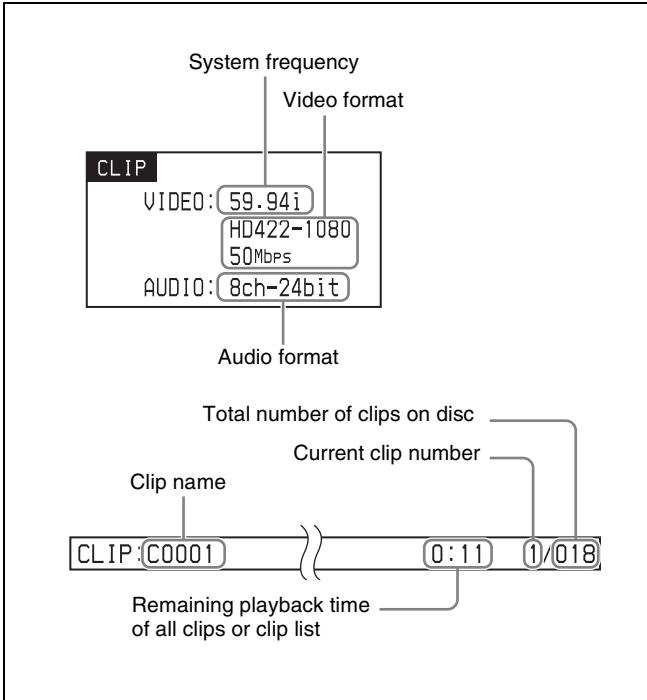 System frequency
Video format
CLIP
VIDEO: 59.94i
HD422-1080
50Mbps
AUDIO: 8ch-24bit
Audio format
Total number of clips on disc
Current clip number
Clip name
CLIP:C0001 0:11 1/018
Remaining playback time
of all clips or clip list